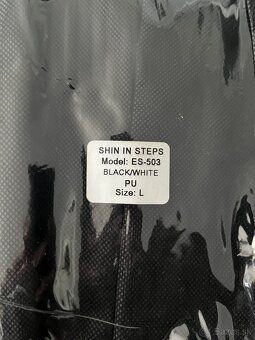 SHIN IN STEPS
Model: ES-503
BLACK/WHITE
PU
Size: L